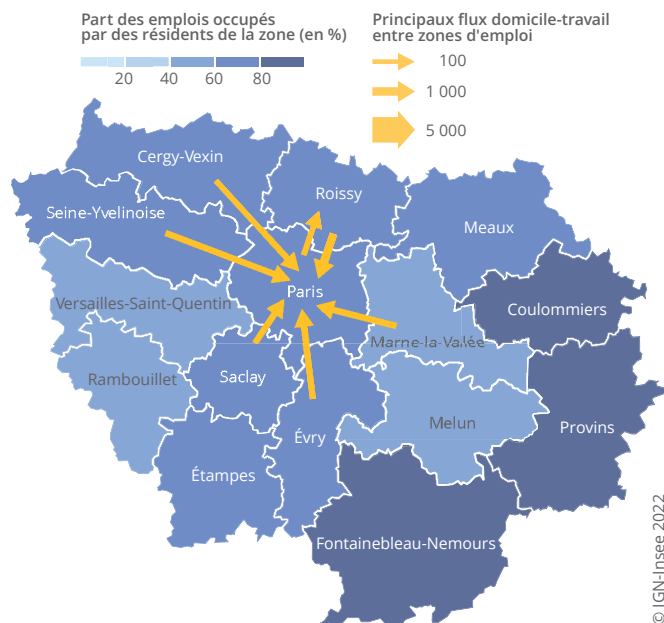 Part des emplois occupés
par des résidents de la zone (en %)
20 40 60 80
Principaux flux domicile-travail
entre zones d'emploi
100
1 000
5 000
Cergy-Vexin
Roissy
Seine-Yvelinoise
Meaux
Paris
Versailles-Saint-Quentin
Coulommiers
Marne-la-Vallée
Rambouillet
Saclay
Melun
Provins
Évry
Étampes
Fontainebleau-Nemours
© IGN-Insee 2022